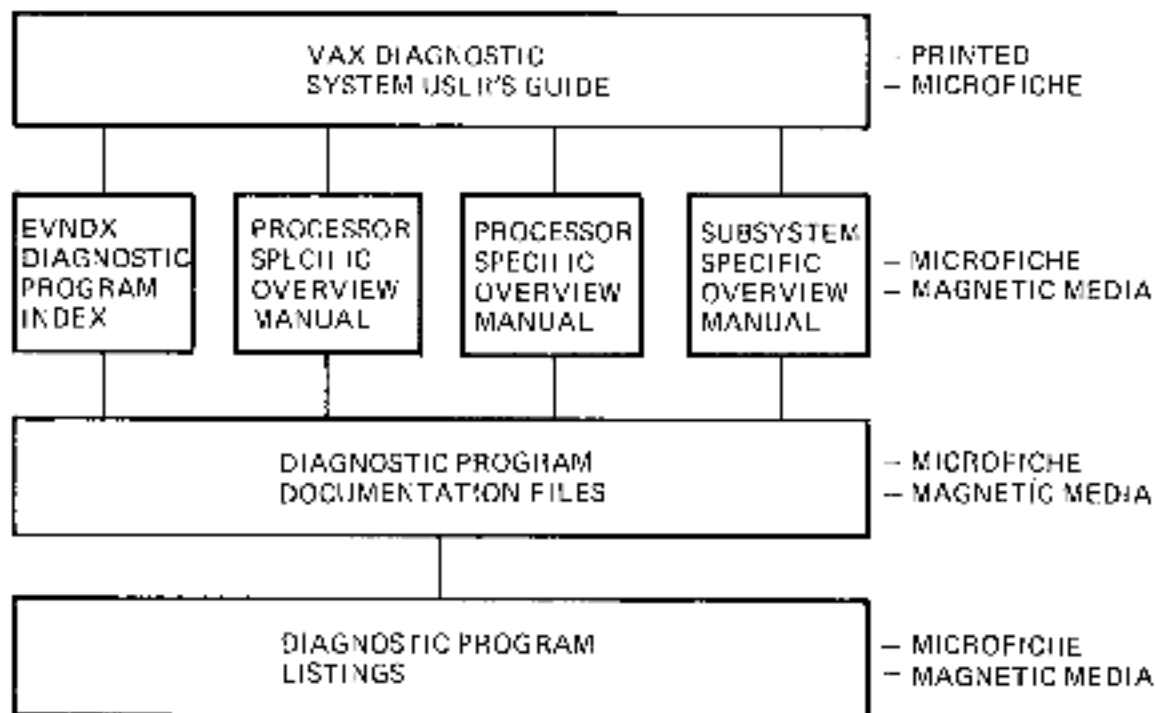 VAX DIAGNOSTIC
SYSTEM USER'S GUIDE
– PRINTED
– MICROFICHE
EVNDX
DIAGNOSTIC
PROGRAM
INDEX
PROCESSOR
SPECIFIC
OVERVIEW
MANUAL
PROCESSOR
SPECIFIC
OVERVIEW
MANUAL
SUBSYSTEM
SPECIFIC
OVERVIEW
MANUAL
– MICROFICHE
– MAGNETIC MEDIA
DIAGNOSTIC PROGRAM
DOCUMENTATION FILES
– MICROFICHE
– MAGNETIC MEDIA
DIAGNOSTIC PROGRAM
LISTINGS
– MICROFICHE
– MAGNETIC MEDIA